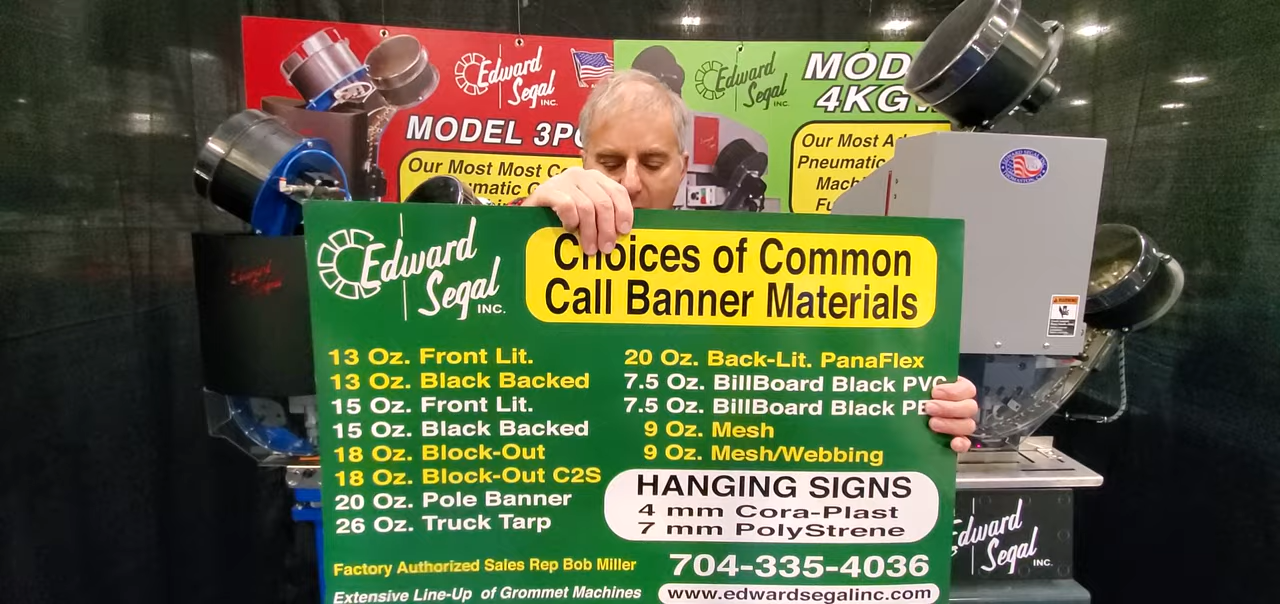 Edward
Segal
INC.
MODEL 3P
Our Most Most
Edward
Segal
INC.
MOD
4KG
Our Most
Pneumatic
Edward
Segal
INC.
Choices of Common
Call Banner Materials
13 Oz. Front Lit.
13 Oz. Black Backed
15 Oz. Front Lit.
15 Oz. Black Backed
18 Oz. Block-Out
18 Oz. Block-Out C2S
20 Oz. Pole Banner
26 Oz. Truck Tarp
20 Oz. Back-Lit. PanaFlex
7.5 Oz. BillBoard Black PVC
7.5 Oz. BillBoard Black
9 Oz. Mesh
9 Oz. Mesh/Webbing
HANGING SIGNS
4 mm Cora-Plast
7 mm PolyStrene
Factory Authorized Sales Rep Bob Miller
704-335-4036
Extensive Line-Up of Grommet Machines
www.edwardsegalinc.com
Edward
Segal
INC.